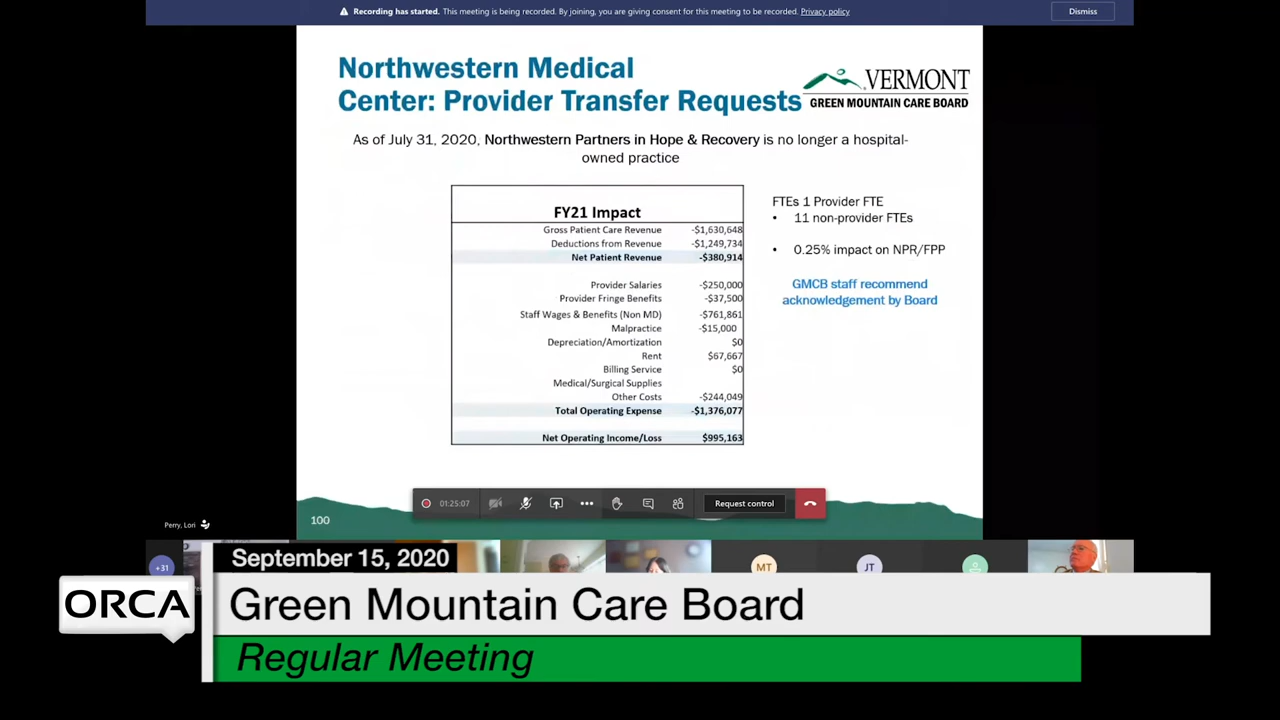 Recording has started. This meeting is being recorded. By joining, you are giving consent for this meeting to be recorded. Privacy policy
Dismiss
Northwestern Medical
Center: Provider Transfer Requests
VERMONT
GREEN MOUNTAIN CARE BOARD
As of July 31, 2020, Northwestern Partners in Hope & Recovery is no longer a hospital-
owned practice
FY21 Impact
Gross Patient Care Revenue -$1,630,648
Deductions from Revenue -$1,249,734
Net Patient Revenue -$380,914
Provider Salaries -$250,000
Provider Fringe Benefits -$37,500
Staff Wages & Benefits (Non MD) -$761,861
Malpractice -$15,000
Depreciation/Amortization $0
Rent $67,667
Billing Service $0
Medical/Surgical Supplies
Other Costs -$244,049
Total Operating Expense -$1,376,077
Net Operating Income/Loss $995,163
FTEs 1 Provider FTE
• 11 non-provider FTEs
• 0.25% impact on NPR/FPP
GMCB staff recommend
acknowledgement by Board
01:25:07
Request control
100
Perry, Lori
+31
MT
JT
September 15, 2020
ORCA
Green Mountain Care Board
Regular Meeting